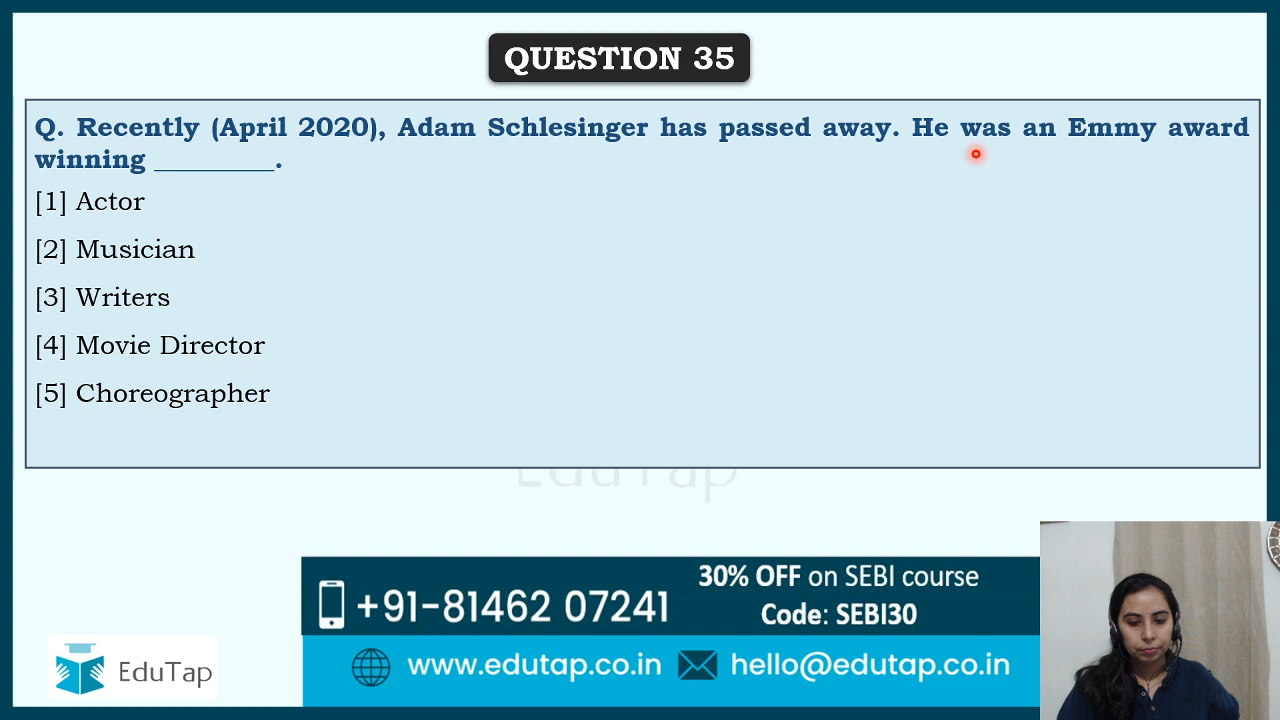 QUESTION 35
Q. Recently (April 2020), Adam Schlesinger has passed away. He was an Emmy award
winning _________.
[1] Actor
[2] Musician
[3] Writers
[4] Movie Director
[5] Choreographer
EduTap
30% OFF on SEBI course
+91-81462 07241
Code: SEBI30
www.edutap.co.in hello@edutap.co.in
EduTap